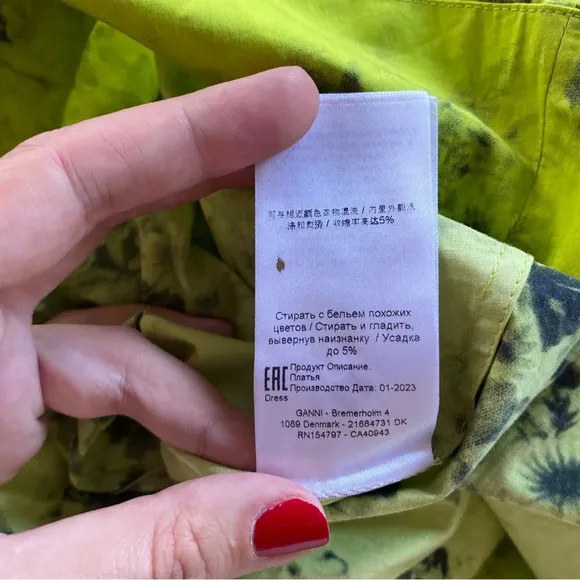 可与相近颜色衣物混洗 / 内里外翻洗
涤和熨烫 / 收缩率高达5%
Стирать с бельем похожих
цветов / Стирать и гладить,
вывернув наизнанку / Усадка
до 5%
EAC Продукт Описание.
Платья
Производство Дата: 01-2023
Dress
GANNI - Bremerholm 4
1089 Denmark - 21684731 DK
RN154797 - CA40943